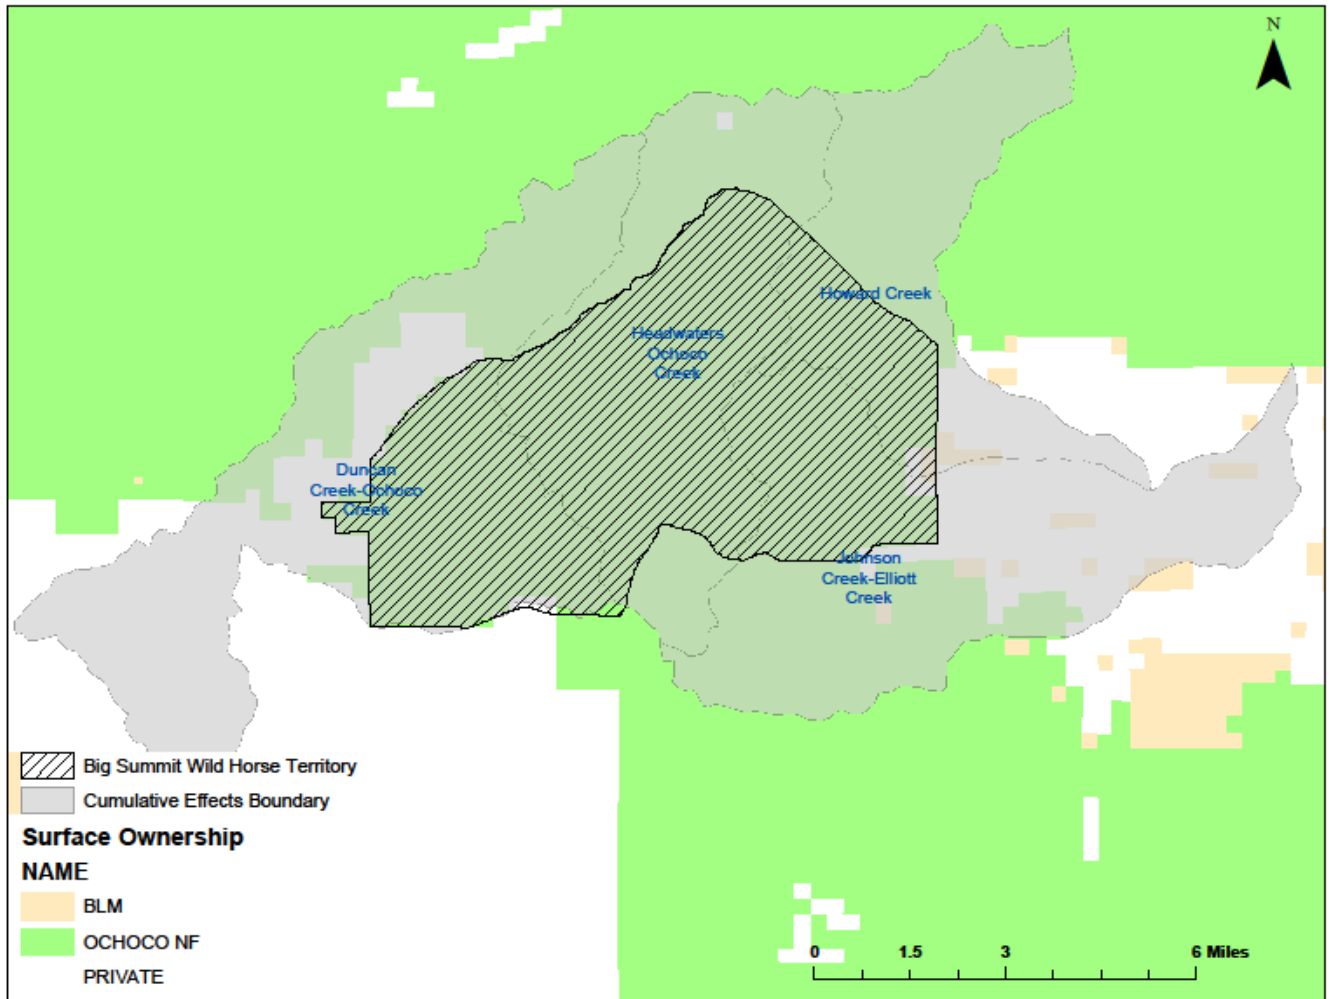 N
Howard Creek
Headwaters
Ochoco
Creek
Duncan
Creek-Ochoco
Creek
Johnson
Creek-Elliott
Creek
Big Summit Wild Horse Territory
Cumulative Effects Boundary
Surface Ownership
NAME
BLM
OCHOCO NF
PRIVATE
0 1.5 3 6 Miles